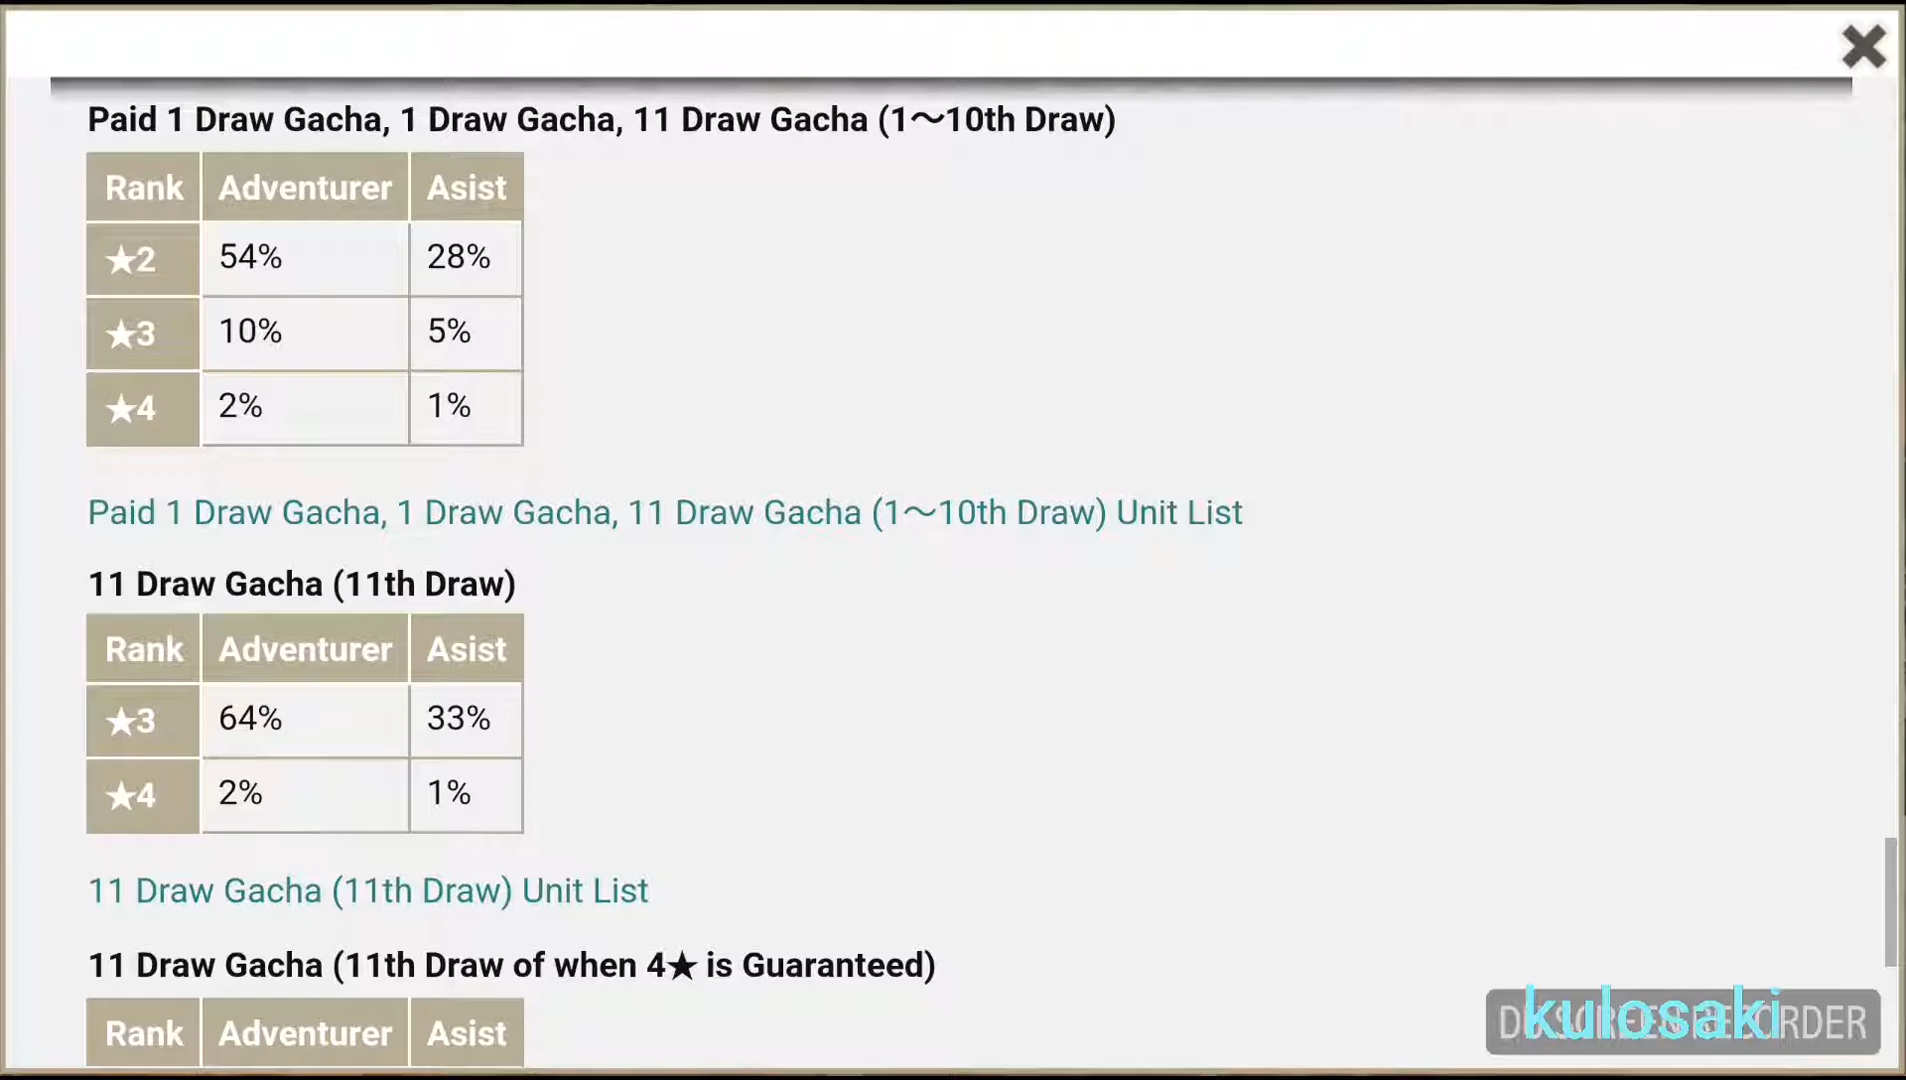 Paid 1 Draw Gacha, 1 Draw Gacha, 11 Draw Gacha (1〜10th Draw)
Rank Adventurer Asist
★2 54% 28%
★3 10% 5%
★4 2% 1%
Paid 1 Draw Gacha, 1 Draw Gacha, 11 Draw Gacha (1〜10th Draw) Unit List
11 Draw Gacha (11th Draw)
Rank Adventurer Asist
★3 64% 33%
★4 2% 1%
11 Draw Gacha (11th Draw) Unit List
11 Draw Gacha (11th Draw of when 4★ is Guaranteed)
Rank Adventurer Asist
kulosaki